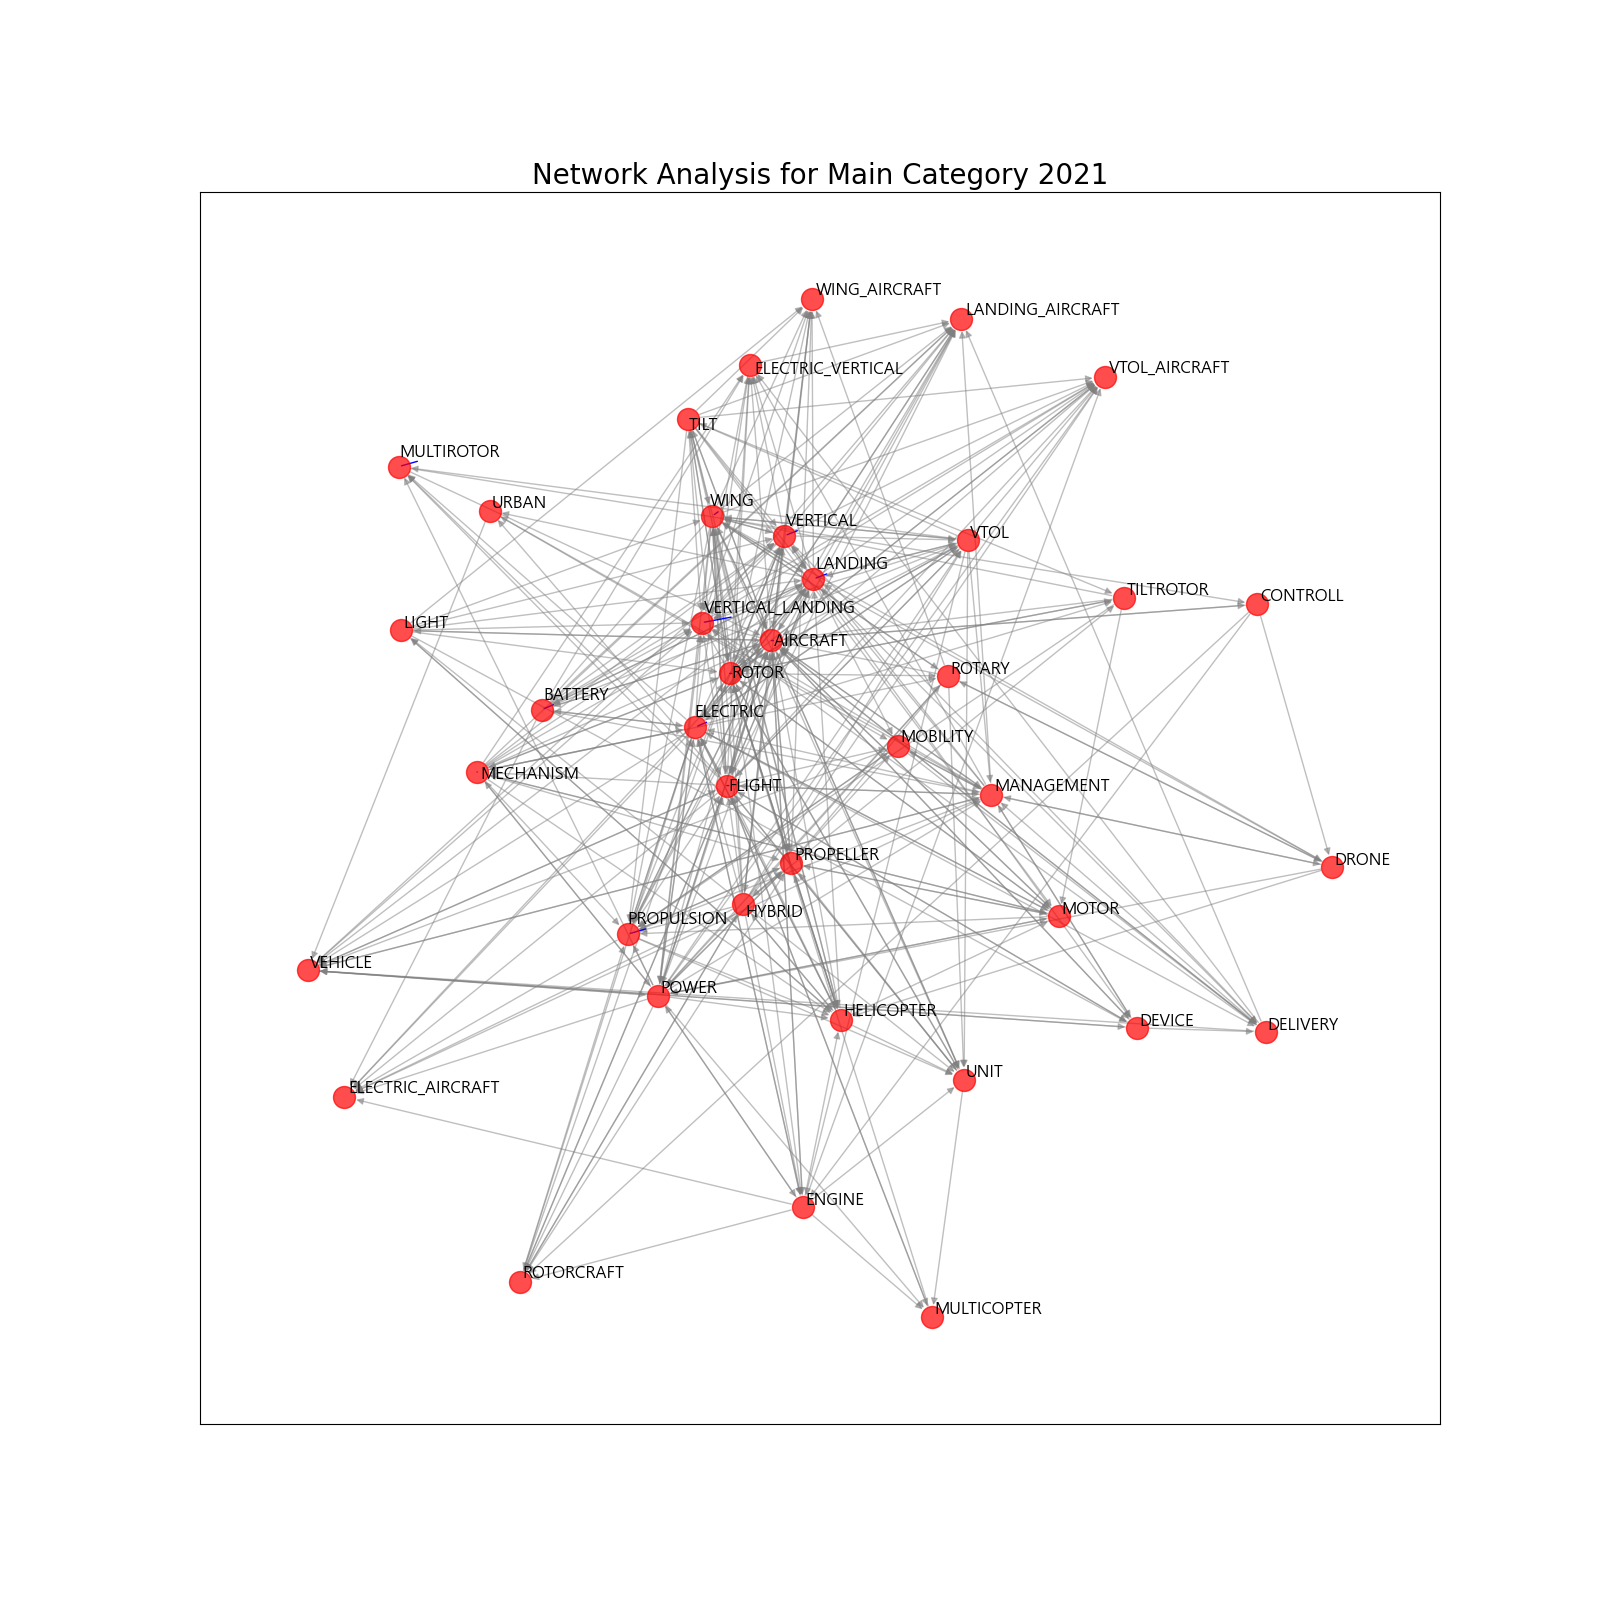 Network Analysis for Main Category 2021
WING_AIRCRAFT
LANDING_AIRCRAFT
ELECTRIC_VERTICAL
VTOL_AIRCRAFT
TILT
MULTIROTOR
URBAN
WING
VERTICAL
VTOL
LANDING
TILTROTOR
CONTROLL
VERTICAL_LANDING
LIGHT
AIRCRAFT
ROTOR
ROTARY
BATTERY
ELECTRIC
MOBILITY
MECHANISM
FLIGHT
MANAGEMENT
PROPELLER
DRONE
HYBRID
MOTOR
PROPULSION
VEHICLE
POWER
HELICOPTER
DEVICE
DELIVERY
UNIT
ELECTRIC_AIRCRAFT
ENGINE
ROTORCRAFT
MULTICOPTER